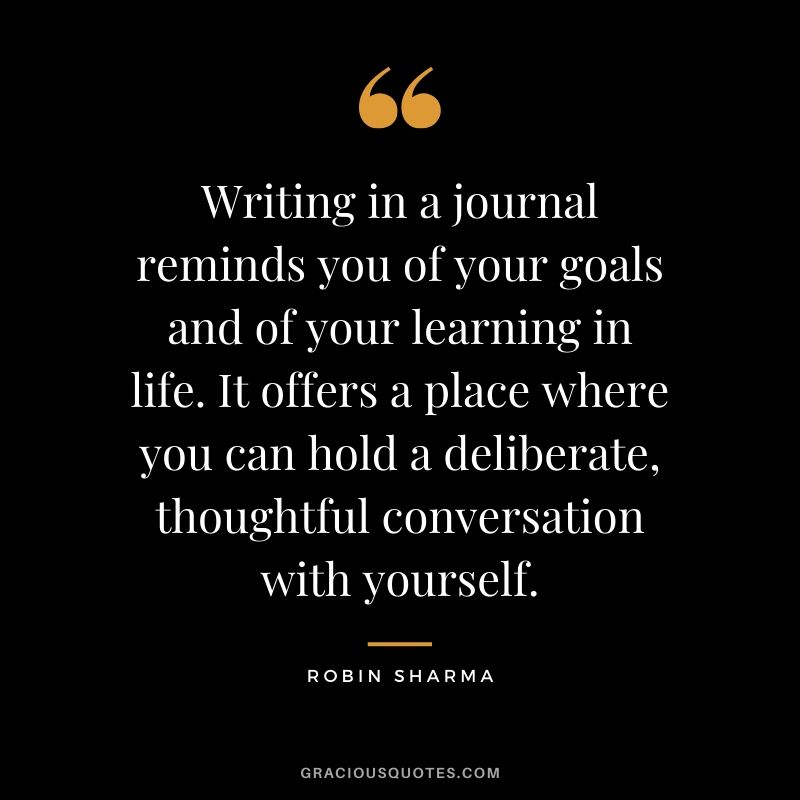 “
Writing in a journal
reminds you of your goals
and of your learning in
life. It offers a place where
you can hold a deliberate,
thoughtful conversation
with yourself.
ROBIN SHARMA
GRACIOUSQUOTES.COM